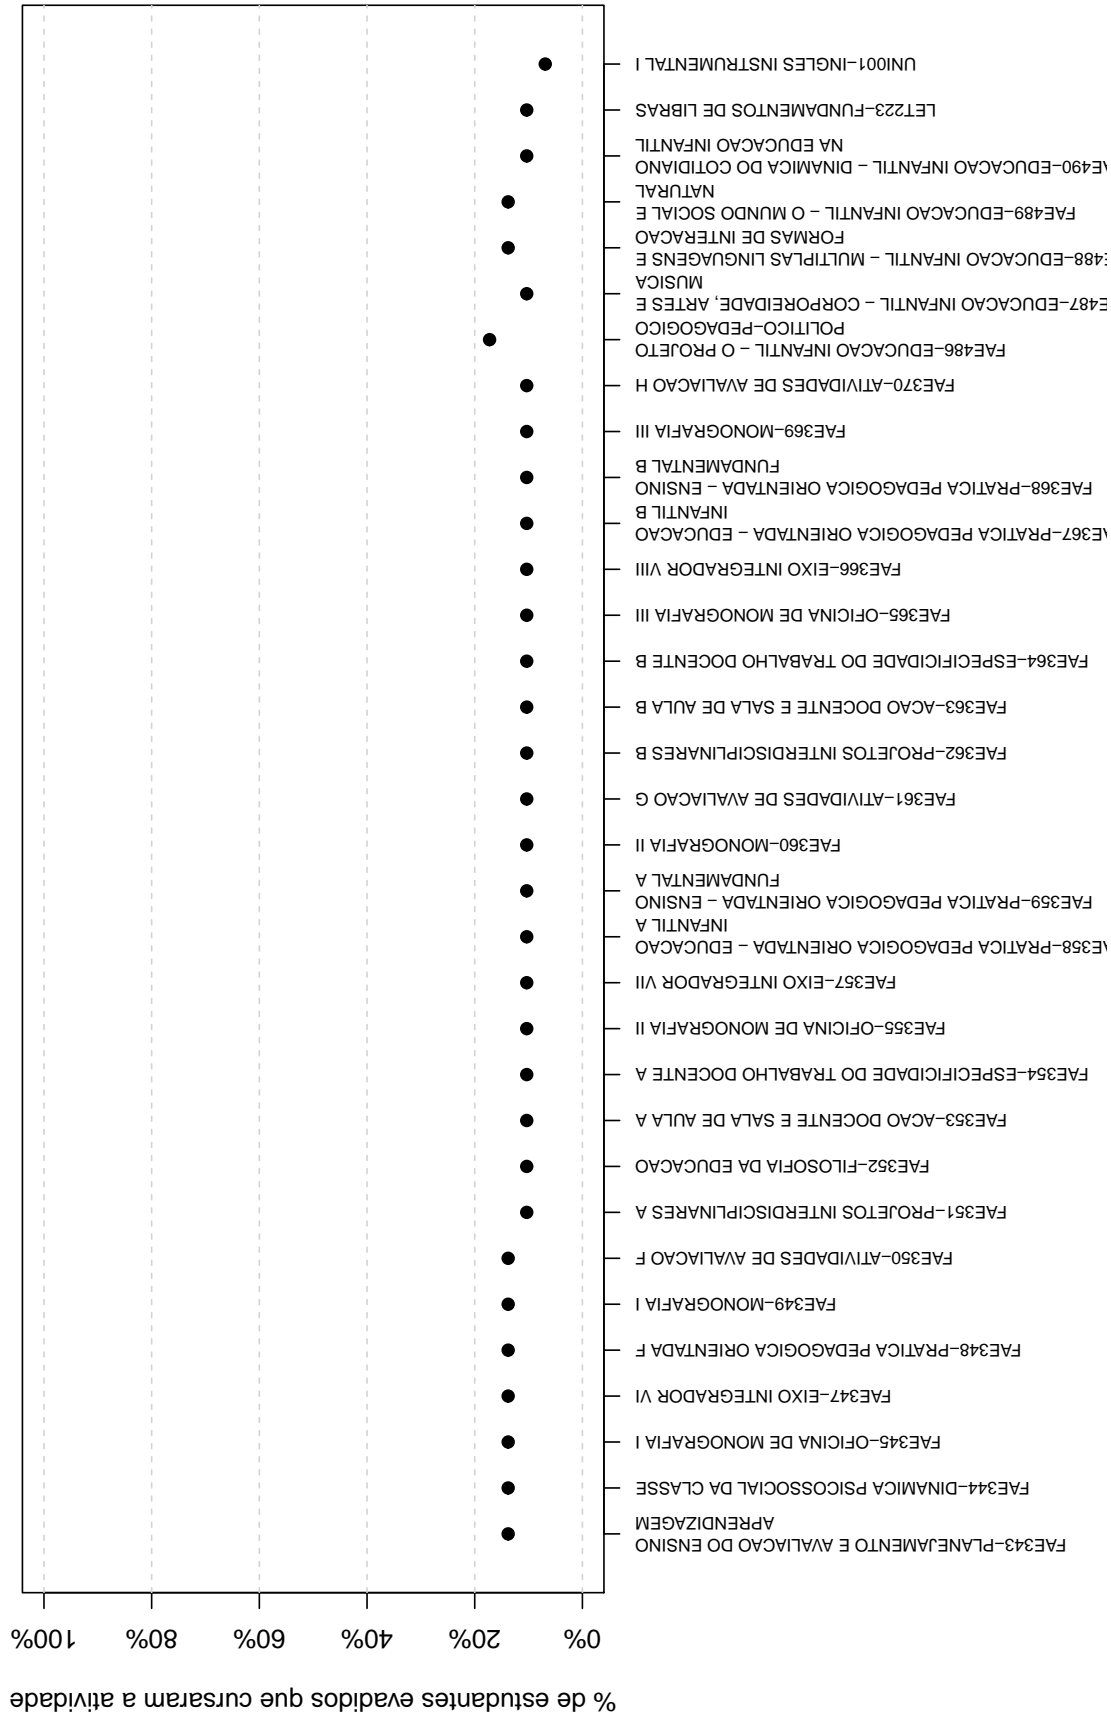 % de estudantes evadidos que cursaram a atividade
0% 20% 40% 60% 80% 100%
FAE343−PLANEJAMENTO E AVALIACAO DO ENSINO
APRENDIZAGEM
FAE344−DINAMICA PSICOSSOCIAL DA CLASSE
FAE345−OFICINA DE MONOGRAFIA I
FAE347−EIXO INTEGRADOR VI
FAE348−PRATICA PEDAGOGICA ORIENTADA F
FAE349−MONOGRAFIA I
FAE350−ATIVIDADES DE AVALIACAO F
FAE351−PROJETOS INTERDISCIPLINARES A
FAE352−FILOSOFIA DA EDUCACAO
FAE353−ACAO DOCENTE E SALA DE AULA A
FAE354−ESPECIFICIDADE DO TRABALHO DOCENTE A
FAE355−OFICINA DE MONOGRAFIA II
FAE357−EIXO INTEGRADOR VII
AE358−PRATICA PEDAGOGICA ORIENTADA − EDUCACAO
INFANTIL A
FAE359−PRATICA PEDAGOGICA ORIENTADA − ENSINO
FUNDAMENTAL A
FAE360−MONOGRAFIA II
FAE361−ATIVIDADES DE AVALIACAO G
FAE362−PROJETOS INTERDISCIPLINARES B
FAE363−ACAO DOCENTE E SALA DE AULA B
FAE364−ESPECIFICIDADE DO TRABALHO DOCENTE B
FAE365−OFICINA DE MONOGRAFIA III
FAE366−EIXO INTEGRADOR VIII
AE367−PRATICA PEDAGOGICA ORIENTADA − EDUCACAO
INFANTIL B
FAE368−PRATICA PEDAGOGICA ORIENTADA − ENSINO
FUNDAMENTAL B
FAE369−MONOGRAFIA III
FAE370−ATIVIDADES DE AVALIACAO H
FAE486−EDUCACAO INFANTIL − O PROJETO
POLITICO−PEDAGOGICO
E487−EDUCACAO INFANTIL − CORPOREIDADE, ARTES E
MUSICA
E488−EDUCACAO INFANTIL − MULTIPLAS LINGUAGENS E
FORMAS DE INTERACAO
FAE489−EDUCACAO INFANTIL − O MUNDO SOCIAL E
NATURAL
AE490−EDUCACAO INFANTIL − DINAMICA DO COTIDIANO
NA EDUCACAO INFANTIL
LET223−FUNDAMENTOS DE LIBRAS
UNI001−INGLES INSTRUMENTAL I